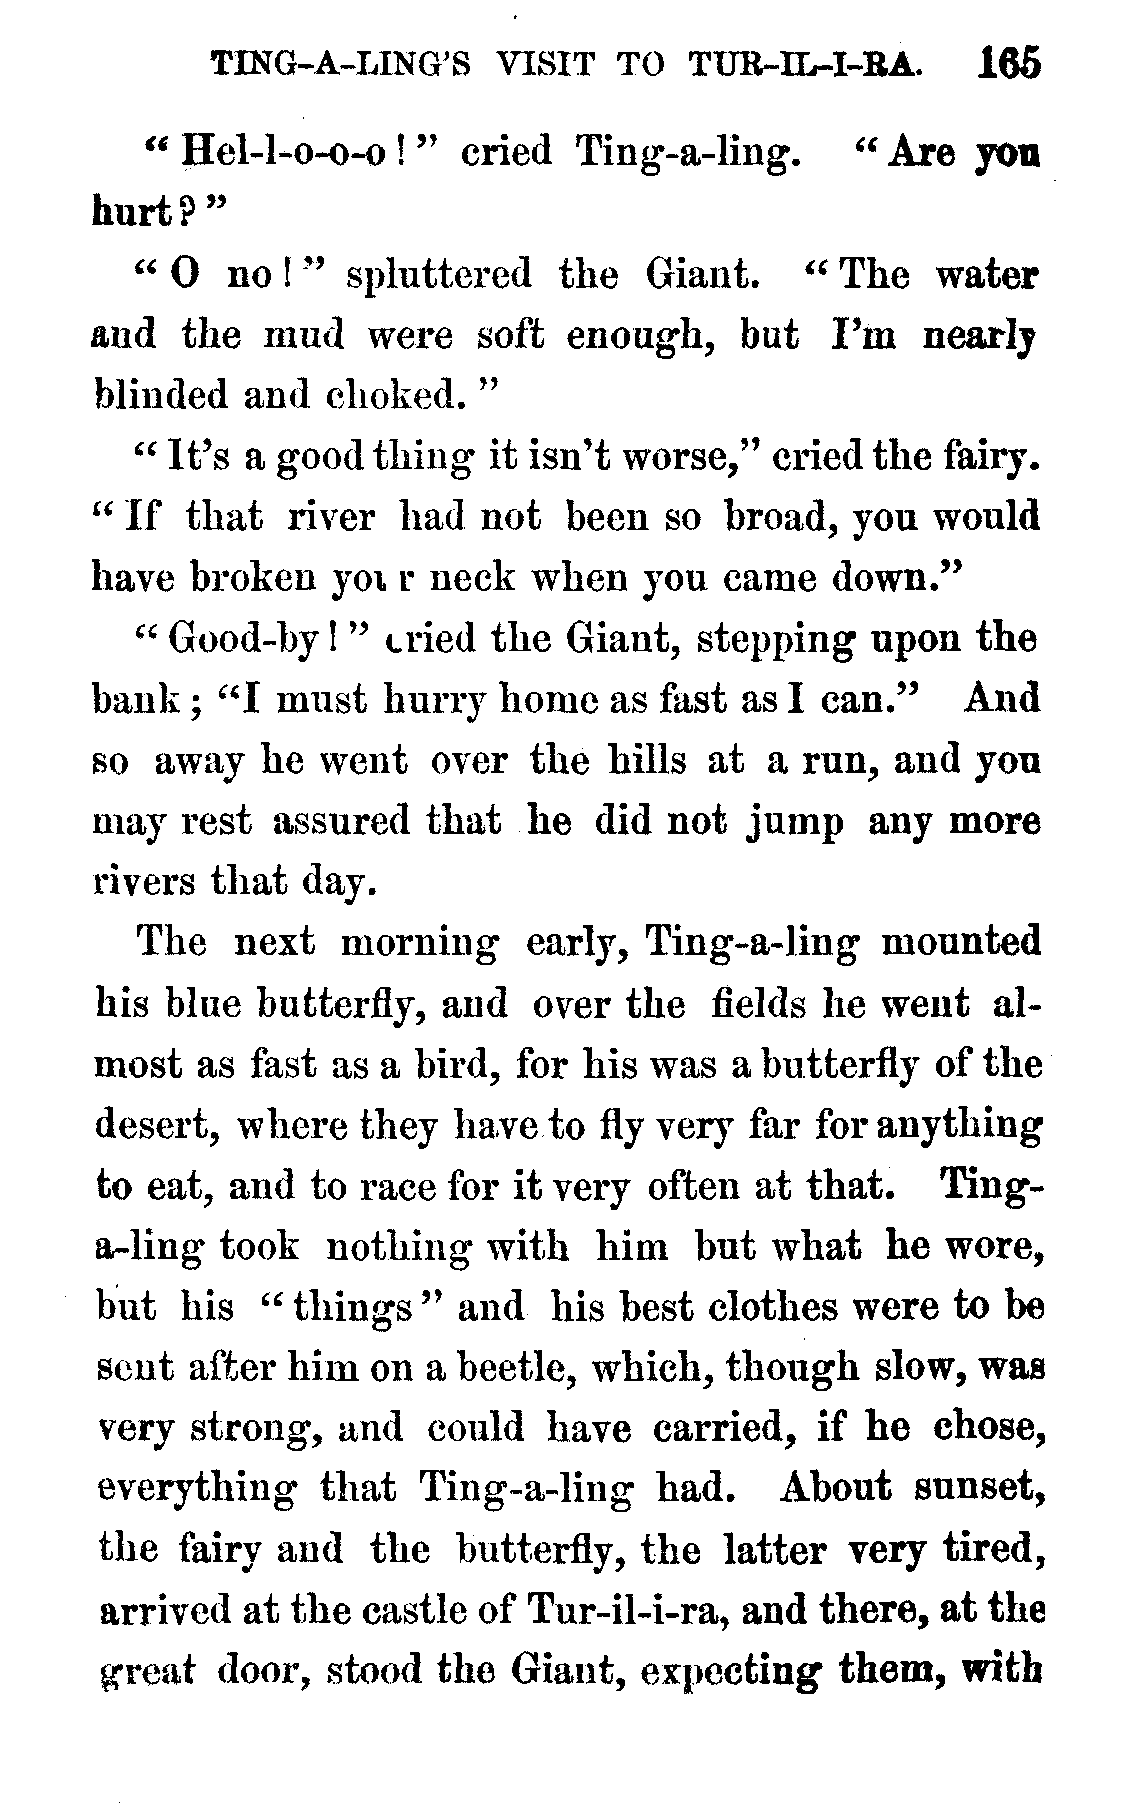 TING-A-LING'S VISIT TO TUR-IL-I-RA. 165
“ Hel-l-o-o-o ! ” cried Ting-a-ling. “ Are you
hurt ? ”
“ O no ! ” spluttered the Giant. “ The water
and the mud were soft enough, but I’m nearly
blinded and choked. ”
“ It’s a good thing it isn’t worse,” cried the fairy.
“ If that river had not been so broad, you would
have broken your neck when you came down.”
“ Good-by ! ” cried the Giant, stepping upon the
bank ; “I must hurry home as fast as I can.” And
so away he went over the hills at a run, and you
may rest assured that he did not jump any more
rivers that day.
The next morning early, Ting-a-ling mounted
his blue butterfly, and over the fields he went al-
most as fast as a bird, for his was a butterfly of the
desert, where they have to fly very far for anything
to eat, and to race for it very often at that. Ting-
a-ling took nothing with him but what he wore,
but his “ things ” and his best clothes were to be
sent after him on a beetle, which, though slow, was
very strong, and could have carried, if he chose,
everything that Ting-a-ling had. About sunset,
the fairy and the butterfly, the latter very tired,
arrived at the castle of Tur-il-i-ra, and there, at the
great door, stood the Giant, expecting them, with